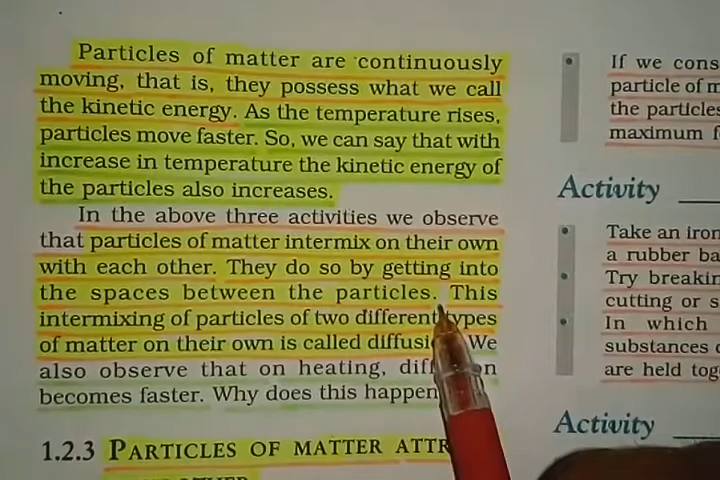 Particles of matter are continuously
moving, that is, they possess what we call
the kinetic energy. As the temperature rises,
particles move faster. So, we can say that with
increase in temperature the kinetic energy of
the particles also increases.
In the above three activities we observe
that particles of matter intermix on their own
with each other. They do so by getting into
the spaces between the particles. This
intermixing of particles of two different types
of matter on their own is called We
also observe that on heating,
becomes faster. Why does this happen
1.2.3 PARTICLES OF MATTER
If we
particle of
the particles
maximum
Activity
Take an iron
a rubber
Try
cutting or
In which
substances
are held
Activity